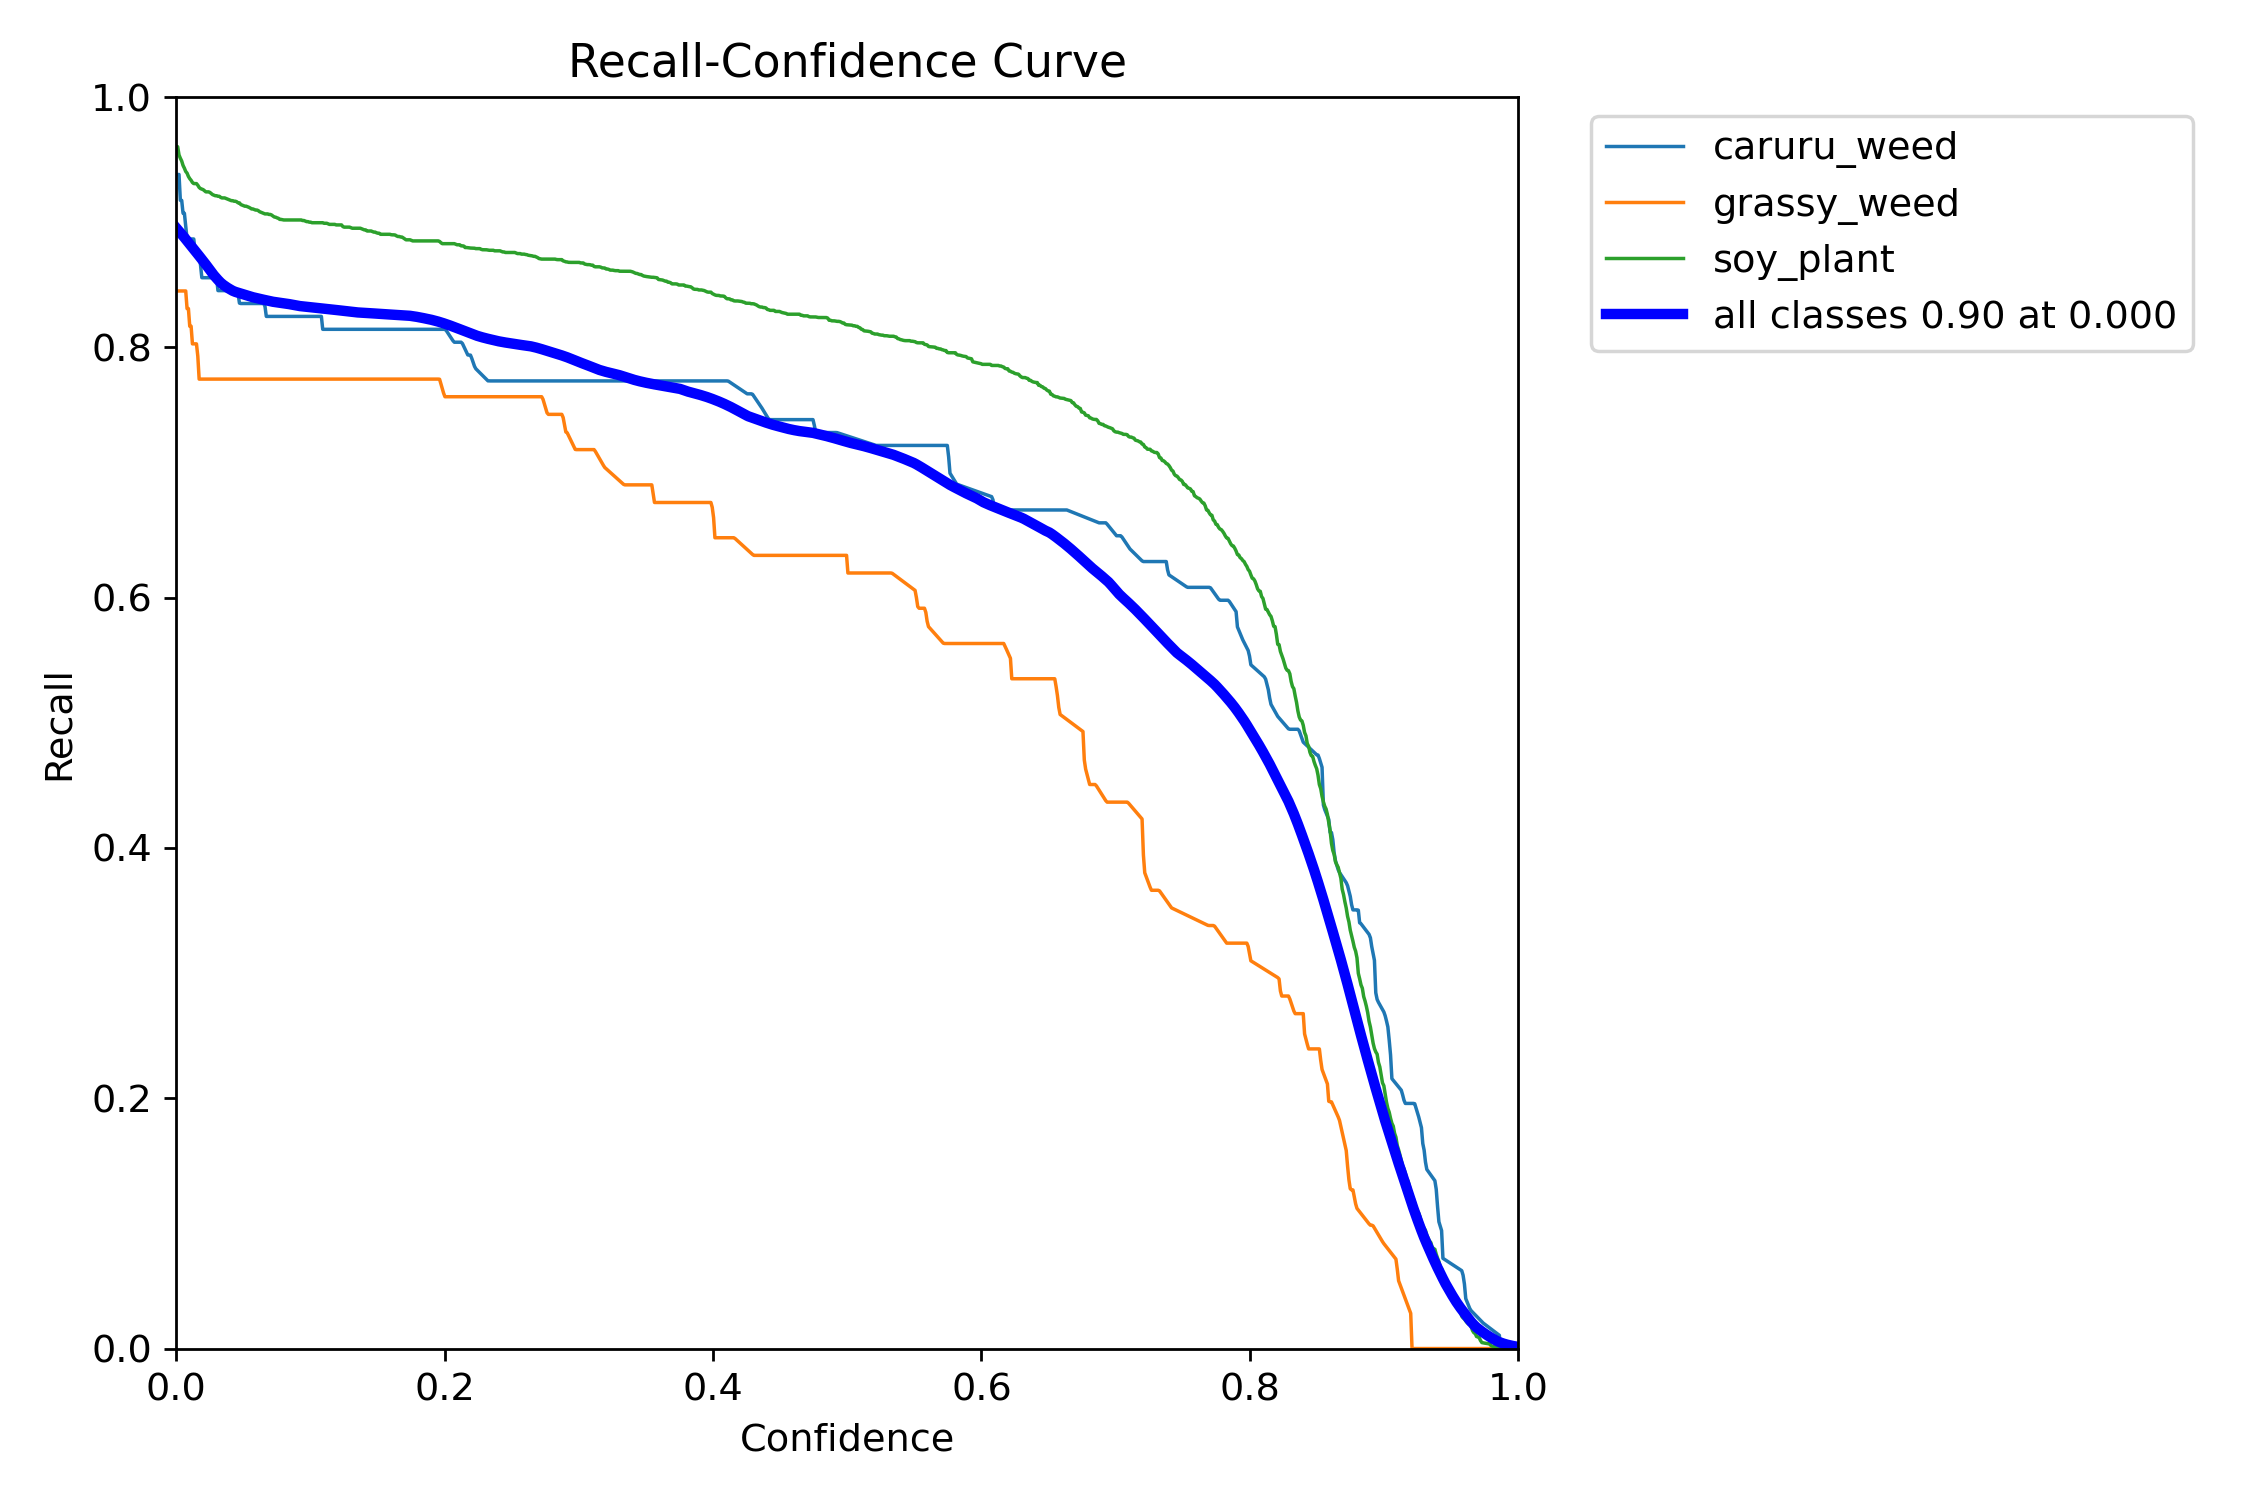 Recall-Confidence Curve
1.0
0.8
0.6
0.4
0.2
0.0
Recall
0.0 0.2 0.4 0.6 0.8 1.0
Confidence
caruru_weed
grassy_weed
soy_plant
all classes 0.90 at 0.000